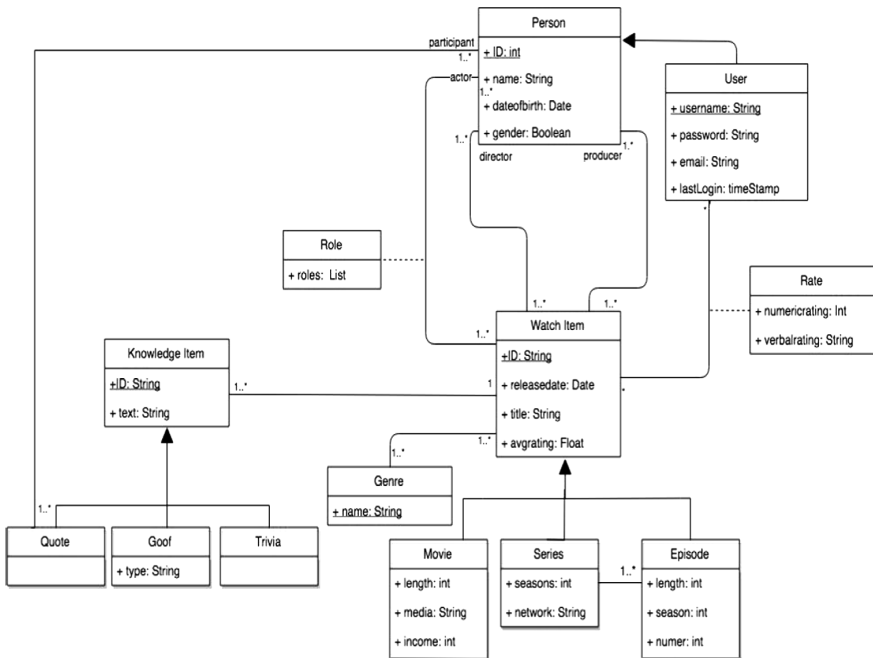 Person
+ ID: int
+ name: String
+ dateofbirth: Date
+ gender: Boolean
participant
1..*
actor
1..*
1..*
director
producer
1.*
User
+ username: String
+ password: String
+ email: String
+ lastLogin: timeStamp
*
Role
+ roles: List
Rate
+ numericrating: Int
+ verbalrating: String
1..*
1..*
Watch Item
+ID: String
+ releasedate: Date
+ title: String
+ avgrating: Float
1..*
1
1..*
*
Knowledge Item
+ID: String
+ text: String
1..*
1..*
Genre
+ name: String
1..*
Quote
Goof
+ type: String
Trivia
Movie
+ length: int
+ media: String
+ income: int
Series
+ seasons: int
+ network: String
1..*
Episode
+ length: int
+ season: int
+ numer: int